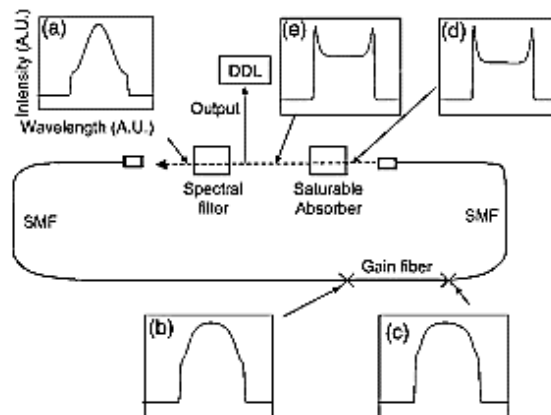 (a)
Intensity (A.U.)
Wavelength (A.U.)
DDL
Output
(e)
(d)
Spectral
filter
Saturable
Absorber
SMF
SMF
Gain fiber
(b)
(c)